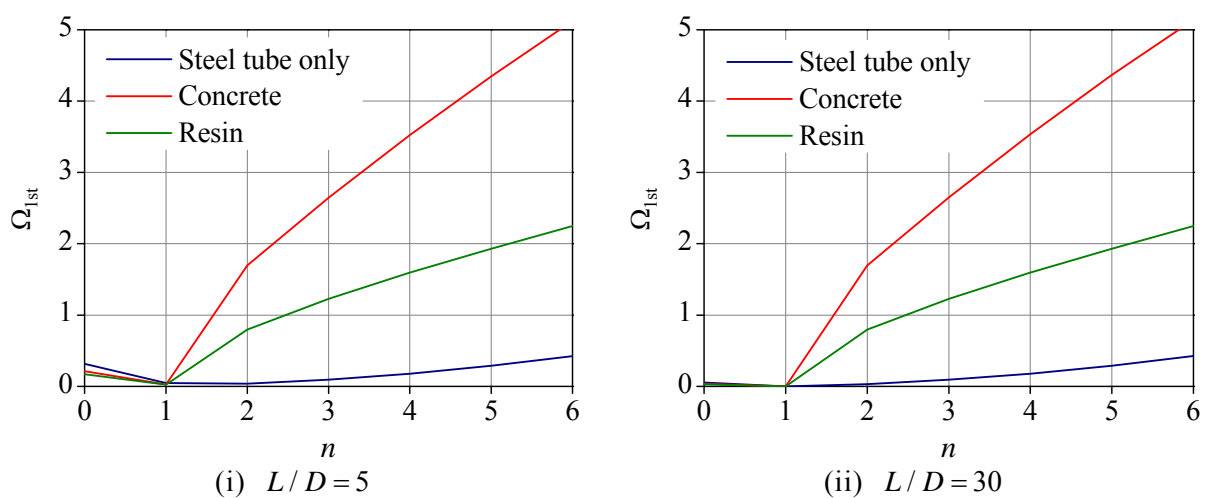 5
4
3
2
1
0
Ω1st
Steel tube only
Concrete
Resin
0 1 2 3 4 5 6
n
(i) L / D = 5
5
4
3
2
1
0
Ω1st
Steel tube only
Concrete
Resin
0 1 2 3 4 5 6
n
(ii) L / D = 30